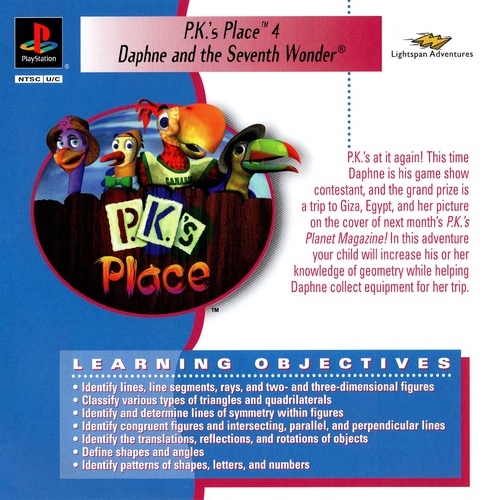 P.K.'s Place™ 4
Daphne and the Seventh Wonder®
PlayStation
NTSC U/C
Lightspan Adventures
CANARY
P.K.'s
Place
™
P.K.'s at it again! This time
Daphne is his game show
contestant, and the grand prize is
a trip to Giza, Egypt, and her picture
on the cover of next month's P.K.'s
Planet Magazine! In this adventure
your child will increase his or her
knowledge of geometry while helping
Daphne collect equipment for her trip.
LEARNING OBJECTIVES
• Identify lines, line segments, rays, and two- and three-dimensional figures
• Classify various types of triangles and quadrilaterals
• Identify and determine lines of symmetry within figures
• Identify congruent figures and intersecting, parallel, and perpendicular lines
• Identify the translations, reflections, and rotations of objects
• Define shapes and angles
• Identify patterns of shapes, letters, and numbers